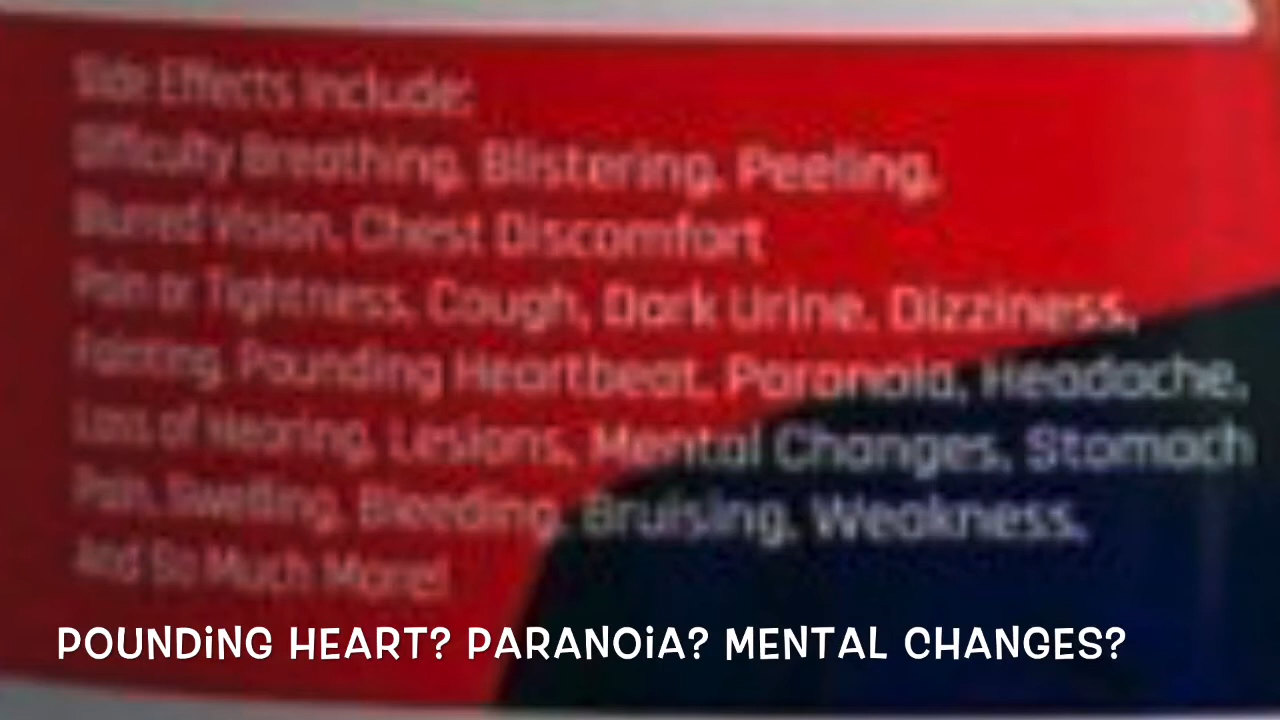 Side Effects Include:
Difficulty Breathing, Blistering, Peeling,
Blurred Vision, Chest Discomfort
Pain or Tightness, Cough, Dark Urine, Dizziness,
Fainting, Pounding Heartbeat, Paranoia, Headache,
Loss of Hearing, Lesions, Mental Changes, Stomach
Pain, Swelling, Bleeding, Bruising, Weakness,
And So Much More!
POUNDiNG HEART? PARANOiA? MENTAL CHANGES?